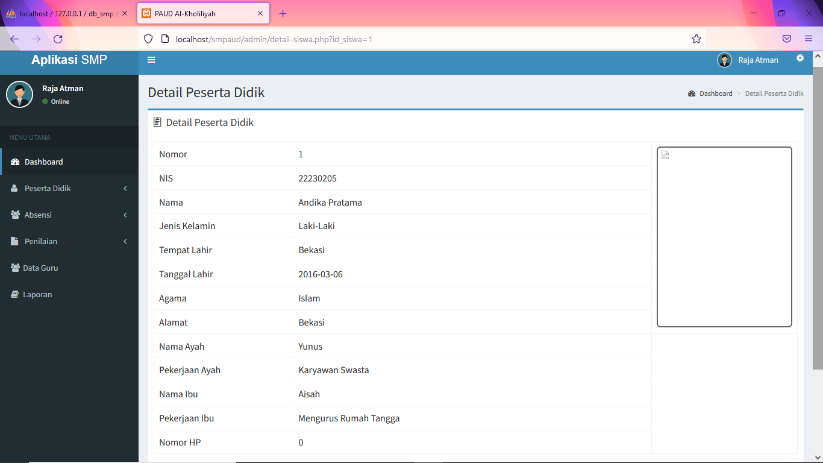 localhost / 127.0.0.1 / db_smp
PAUD Al-Kholiliyah
localhost/smpaud/admin/detail-siswa.php?id_siswa=1
Aplikasi SMP
Raja Atman
Raja Atman
Online
Detail Peserta Didik
Dashboard
Detail Peserta Didik
MENU UTAMA
Dashboard
Peserta Didik
Absensi
Penilaian
Data Guru
Laporan
Detail Peserta Didik
Nomor 1
NIS 22230205
Nama Andika Pratama
Jenis Kelamin Laki-Laki
Tempat Lahir Bekasi
Tanggal Lahir 2016-03-06
Agama Islam
Alamat Bekasi
Nama Ayah Yunus
Pekerjaan Ayah Karyawan Swasta
Nama Ibu Aisah
Pekerjaan Ibu Mengurus Rumah Tangga
Nomor HP 0